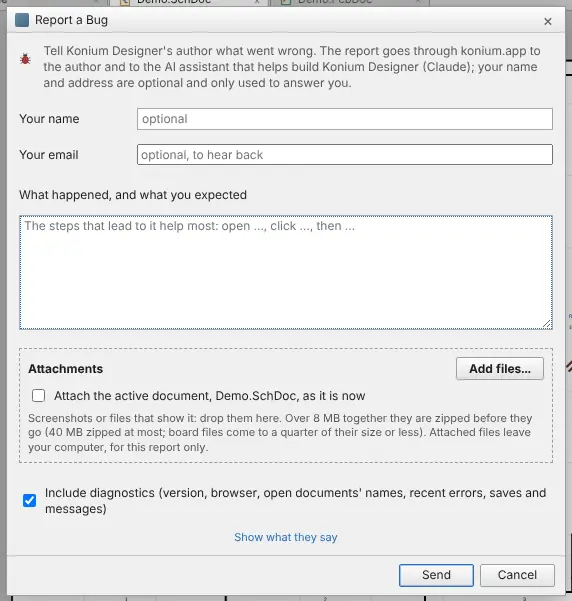 Demo.SchDoc
Demo.PcbDoc
Report a Bug
Tell Konium Designer's author what went wrong. The report goes through konium.app to
the author and to the AI assistant that helps build Konium Designer (Claude); your name
and address are optional and only used to answer you.
Your name
optional
Your email
optional, to hear back
What happened, and what you expected
The steps that lead to it help most: open ..., click ..., then ...
Attachments
Add files...
Attach the active document, Demo.SchDoc, as it is now
Screenshots or files that show it: drop them here. Over 8 MB together they are zipped before they
go (40 MB zipped at most; board files come to a quarter of their size or less). Attached files leave
your computer, for this report only.
Include diagnostics (version, browser, open documents' names, recent errors, saves and
messages)
Show what they say
Send
Cancel